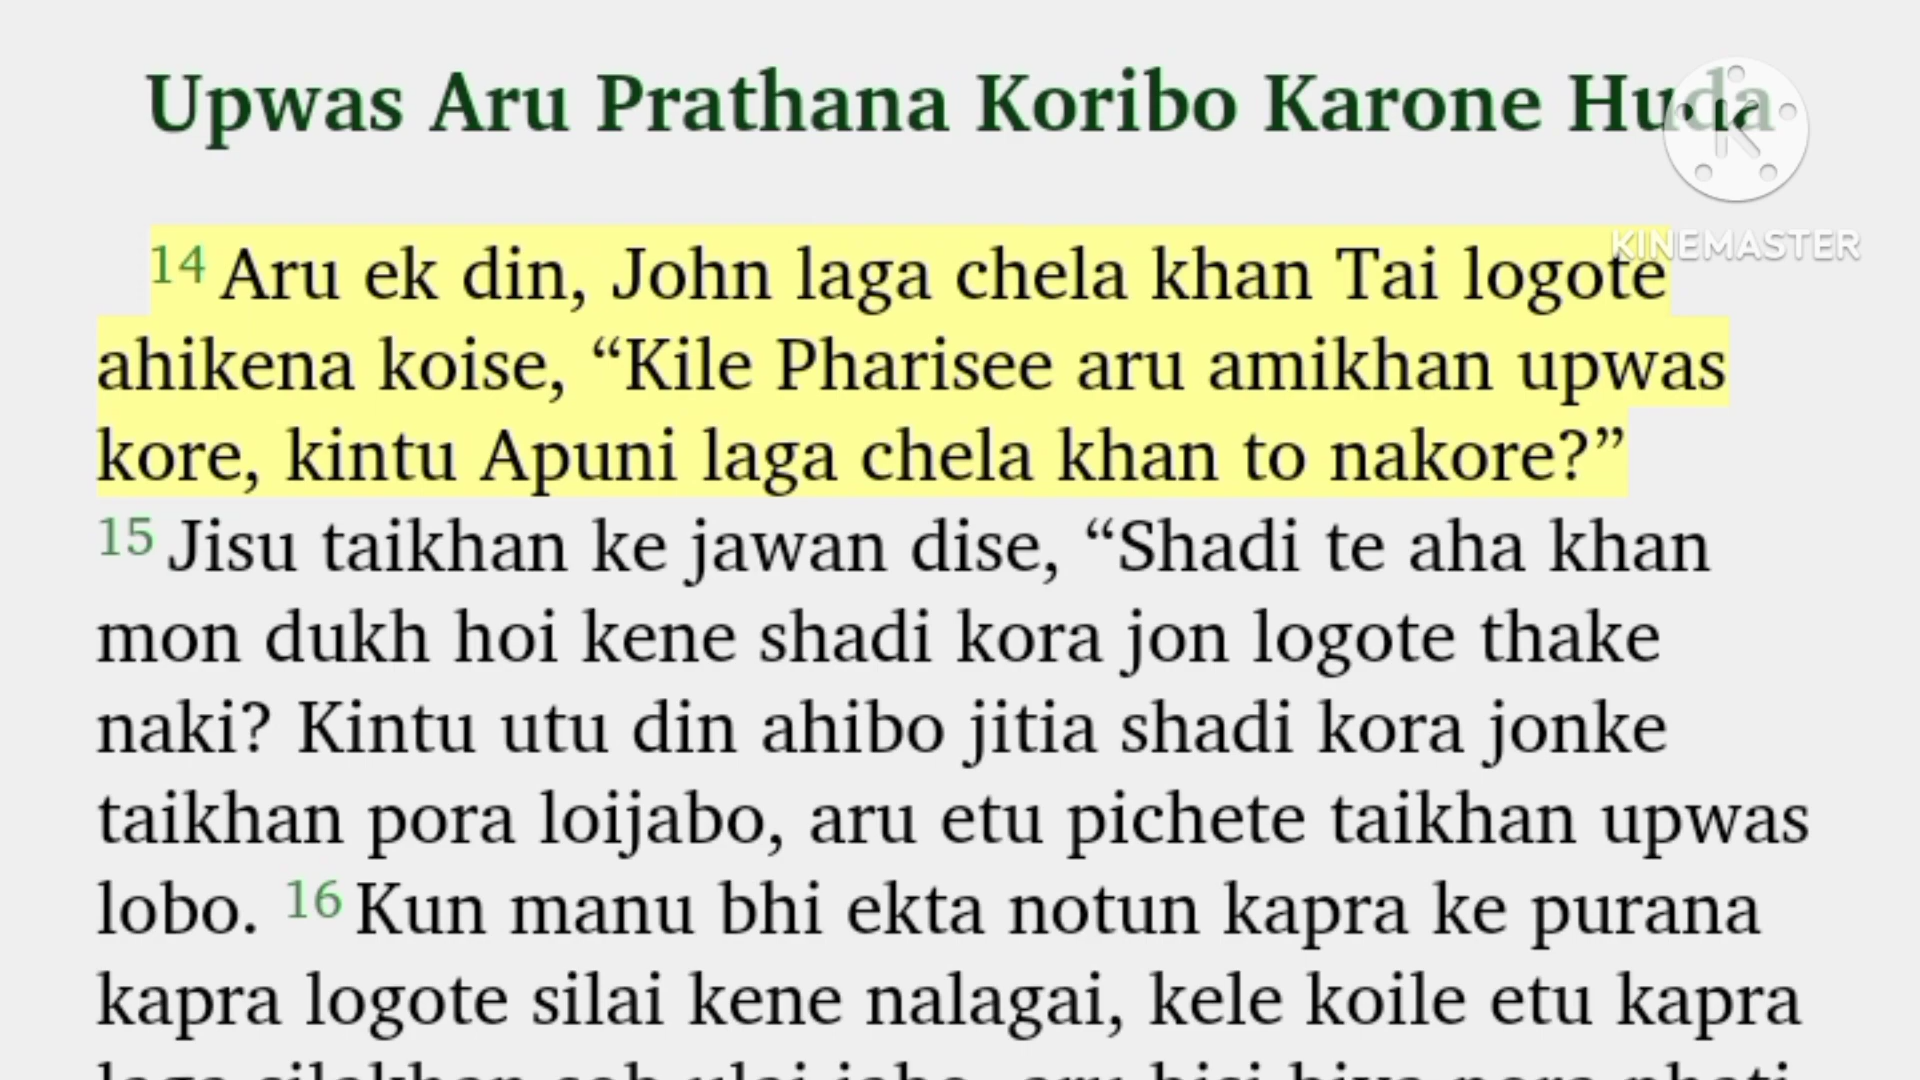 Upwas Aru Prathana Koribo Karone Huda
KINEMASTER
14 Aru ek din, John laga chela khan Tai logote
ahikena koise, “Kile Pharisee aru amikhan upwas
kore, kintu Apuni laga chela khan to nakore?”
15 Jisu taikhan ke jawan dise, “Shadi te aha khan
mon dukh hoi kene shadi kora jon logote thake
naki? Kintu utu din ahibo jitia shadi kora jonke
taikhan pora loijabo, aru etu pichete taikhan upwas
lobo. 16 Kun manu bhi ekta notun kapra ke purana
kapra logote silai kene nalagai, kele koile etu kapra